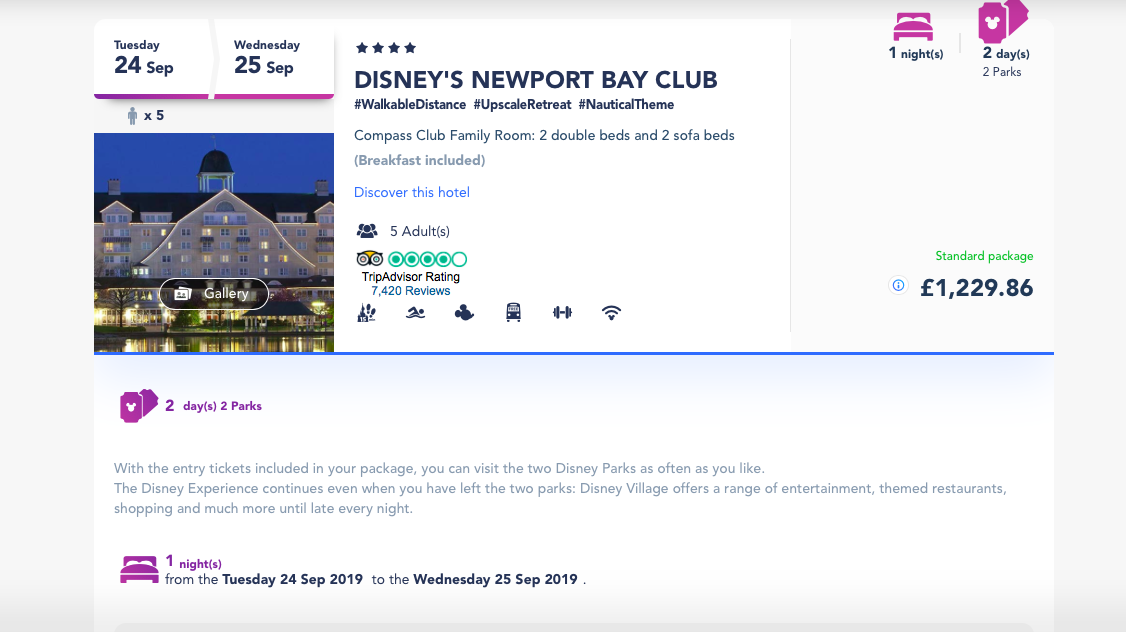 Tuesday
24 Sep
Wednesday
25 Sep
x 5
Gallery
DISNEY'S NEWPORT BAY CLUB
#WalkableDistance #UpscaleRetreat #NauticalTheme
Compass Club Family Room: 2 double beds and 2 sofa beds
(Breakfast included)
Discover this hotel
5 Adult(s)
TripAdvisor Rating
7,420 Reviews
1 night(s)
2 day(s)
2 Parks
Standard package
£1,229.86
2 day(s) 2 Parks
With the entry tickets included in your package, you can visit the two Disney Parks as often as you like.
The Disney Experience continues even when you have left the two parks: Disney Village offers a range of entertainment, themed restaurants,
shopping and much more until late every night.
1 night(s)
from the Tuesday 24 Sep 2019 to the Wednesday 25 Sep 2019 .